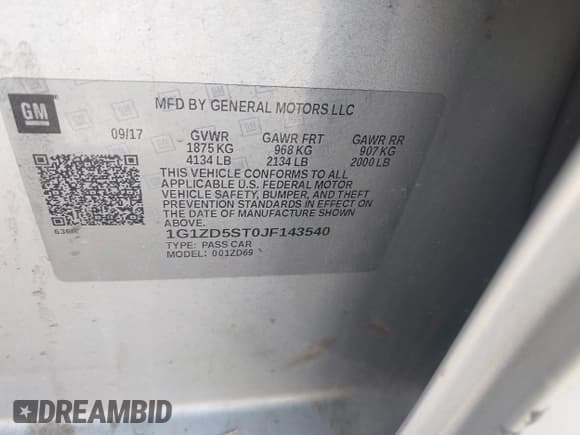 GM
MFD BY GENERAL MOTORS LLC
09/17 GVWR GAWR FRT GAWR RR
1875 KG 968 KG 907 KG
4134 LB 2134 LB 2000 LB
THIS VEHICLE CONFORMS TO ALL
APPLICABLE U.S. FEDERAL MOTOR
VEHICLE SAFETY, BUMPER, AND THEFT
PREVENTION STANDARDS IN EFFECT ON
THE DATE OF MANUFACTURE SHOWN
ABOVE.
1G1ZD5ST0JF143540
TYPE: PASS CAR
MODEL: 001ZD69
DREAMBID